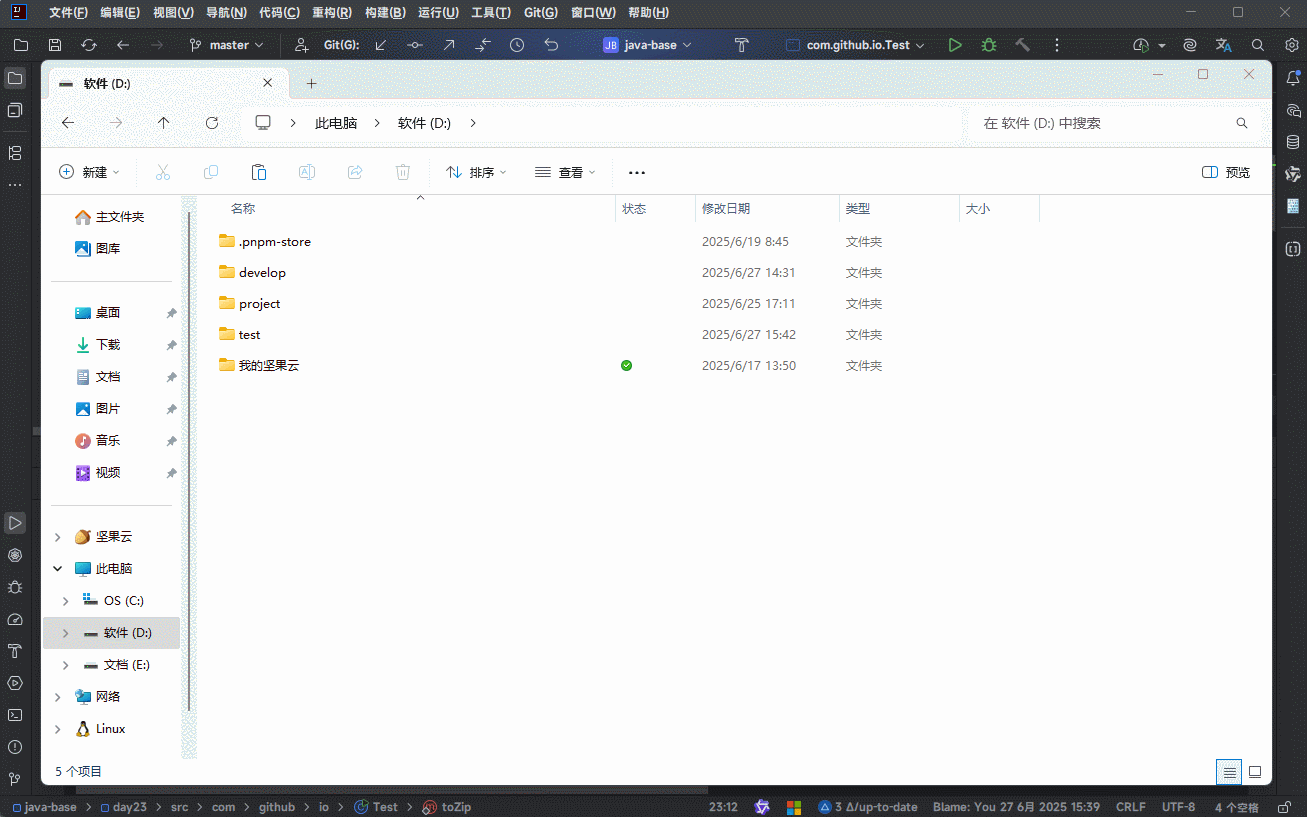 文件(F) 编辑(E) 视图(V) 导航(N) 代码(C) 重构(R) 构建(B) 运行(U) 工具(T) Git(G) 窗口(W) 帮助(H)
master Git(G): JB java-base com.github.io.Test
软件 (D:)
此电脑 软件 (D:) 在 软件 (D:) 中搜索
新建 排序 查看 预览
名称 状态 修改日期 类型 大小
.pnpm-store 2025/6/19 8:45 文件夹
develop 2025/6/27 14:31 文件夹
project 2025/6/25 17:11 文件夹
test 2025/6/27 15:42 文件夹
我的坚果云 2025/6/17 13:50 文件夹
主文件夹
图库
桌面
下载
文档
图片
音乐
视频
坚果云
此电脑
OS (C:)
软件 (D:)
文档 (E:)
网络
Linux
5 个项目
java-base day23 src com github io Test toZip 23:12 3 Δ/up-to-date Blame: You 27 6月 2025 15:39 CRLF UTF-8 4 个空格